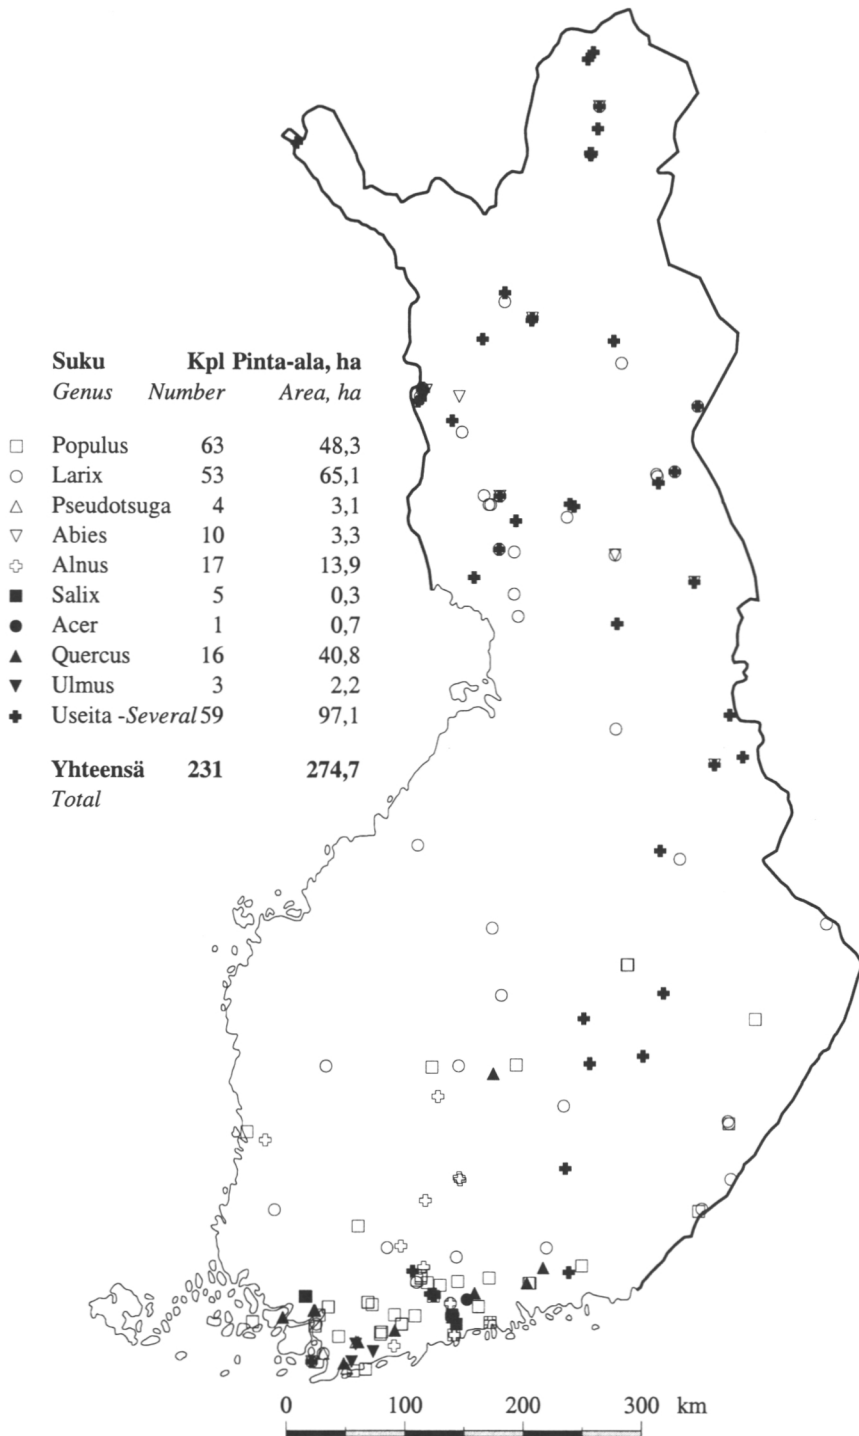 Suku Kpl Pinta-ala, ha
Genus Number Area, ha
Populus 63 48,3
Larix 53 65,1
Pseudotsuga 4 3,1
Abies 10 3,3
Alnus 17 13,9
Salix 5 0,3
Acer 1 0,7
Quercus 16 40,8
Ulmus 3 2,2
Useita -Several 59 97,1
Yhteensä 231 274,7
Total
0 100 200 300 km